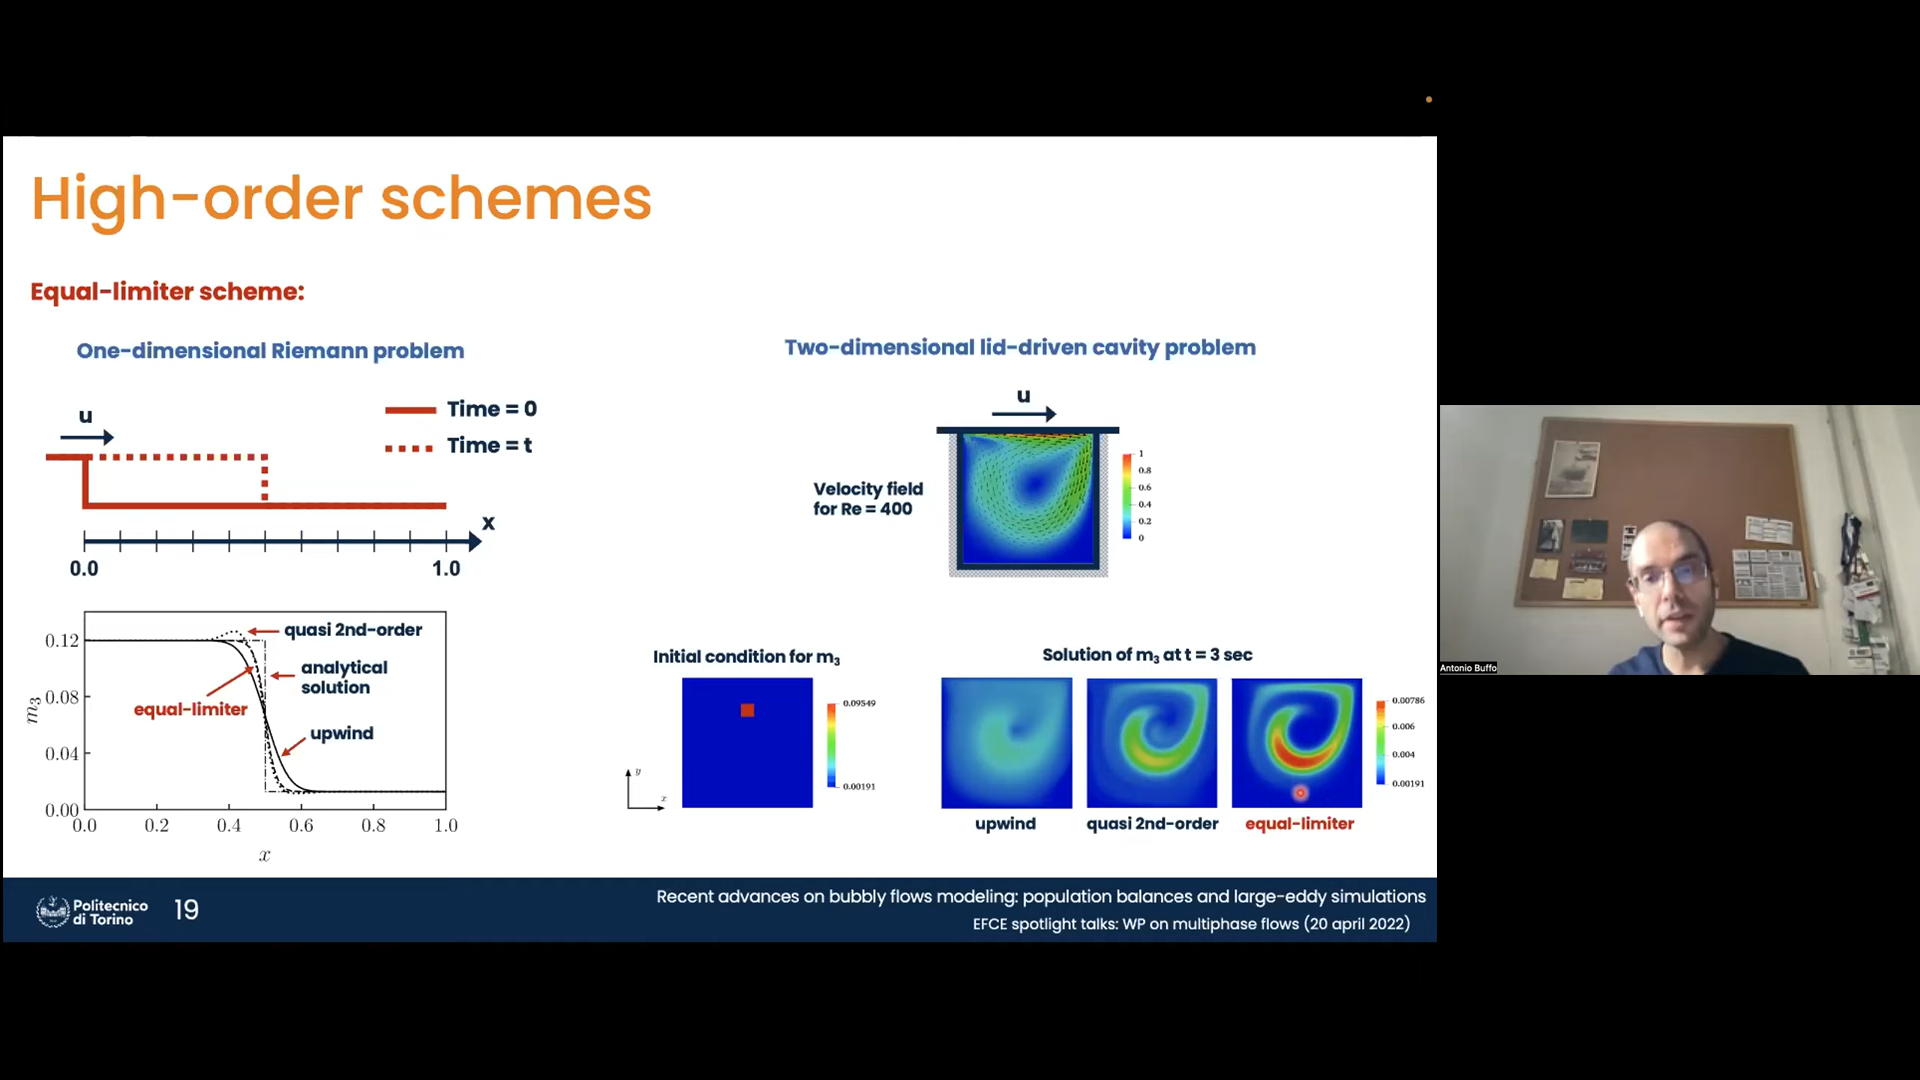 High-order schemes
Equal-limiter scheme:
One-dimensional Riemann problem
u
Time = 0
Time = t
x
0.0
1.0
0.12
0.08
0.04
0.00
m3
quasi 2nd-order
analytical
solution
equal-limiter
upwind
0.0 0.2 0.4 0.6 0.8 1.0
x
Two-dimensional lid-driven cavity problem
u
Velocity field
for Re = 400
1
0.8
0.6
0.4
0.2
0
Initial condition for m3
0.09549
0.00191
y
x
Solution of m3 at t = 3 sec
0.00786
0.006
0.004
0.00191
upwind
quasi 2nd-order
equal-limiter
Politecnico
di Torino
19
Recent advances on bubbly flows modeling: population balances and large-eddy simulations
EFCE spotlight talks: WP on multiphase flows (20 april 2022)
Antonio Buffo